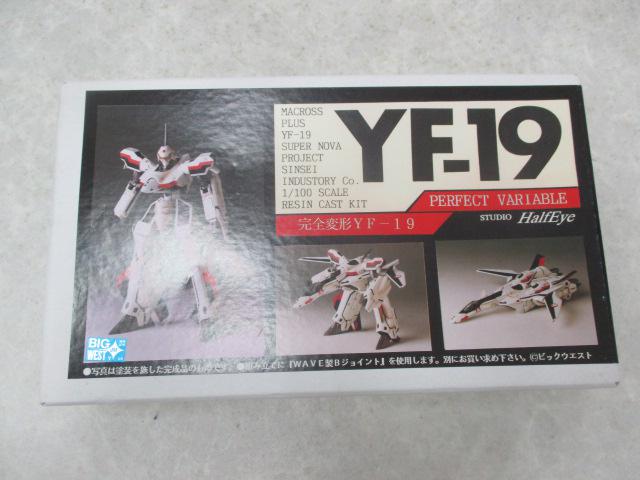 MACROSS
PLUS
YF-19
SUPER NOVA
PROJECT
SINSEI
INDUSTORY Co.
1/100 SCALE
RESIN CAST KIT
YF-19
PERFECT VARIABLE
完全変形YF-19
STUDIO HalfEye
BIG
WEST
●写真は塗装を施した完成品のものです。●組み立てに『WAVE製Bジョイント』を使用します。別にお買い求め下さい。©ビックウエスト